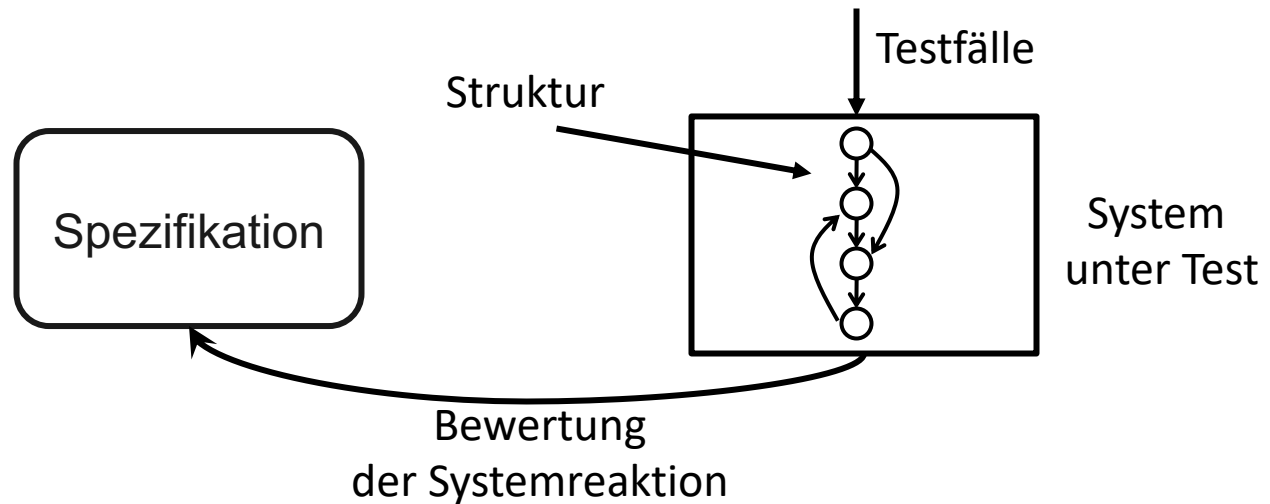 Testfälle
Struktur
Spezifikation
System
unter Test
Bewertung
der Systemreaktion